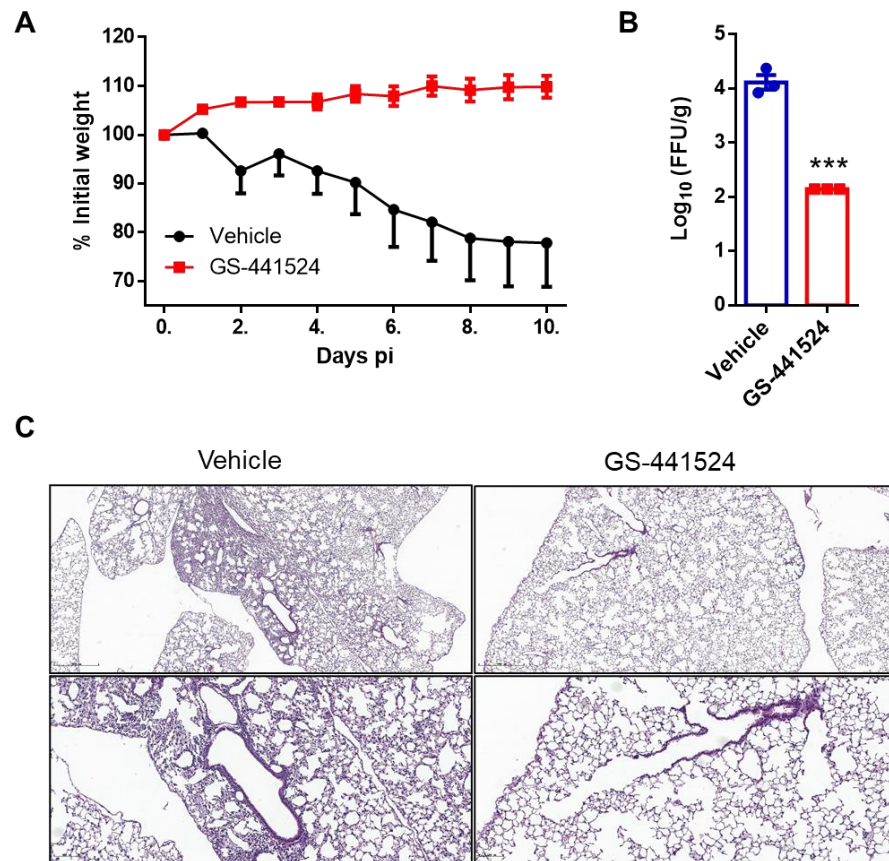 A
120
110
100
90
80
70
% Initial weight
Vehicle
GS-441524
0.
2.
4.
6.
8.
10.
Days pi
B
5
4
3
2
1
0
Log10 (FFU/g)
***
Vehicle
GS-441524
C
Vehicle
GS-441524